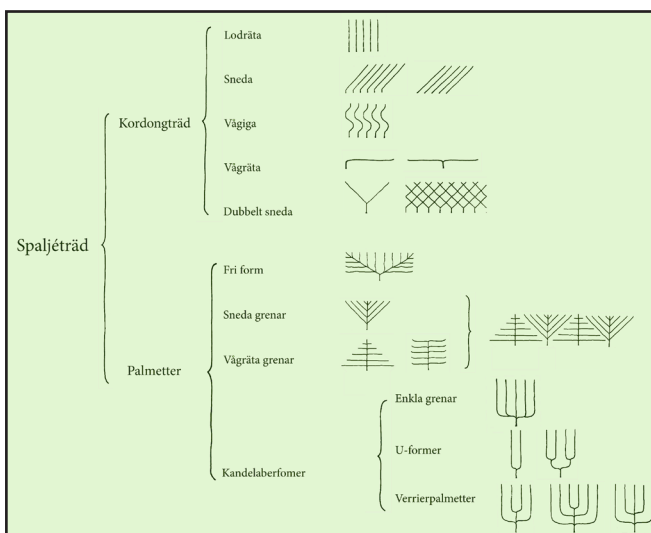 Spaljéträd
Kordongträd
Lodräta
Sneda
Vågiga
Vågräta
Dubbelt sneda
Palmetter
Fri form
Sneda grenar
Vågräta grenar
Kandelaberfomer
Enkla grenar
U-former
Verrierpalmetter